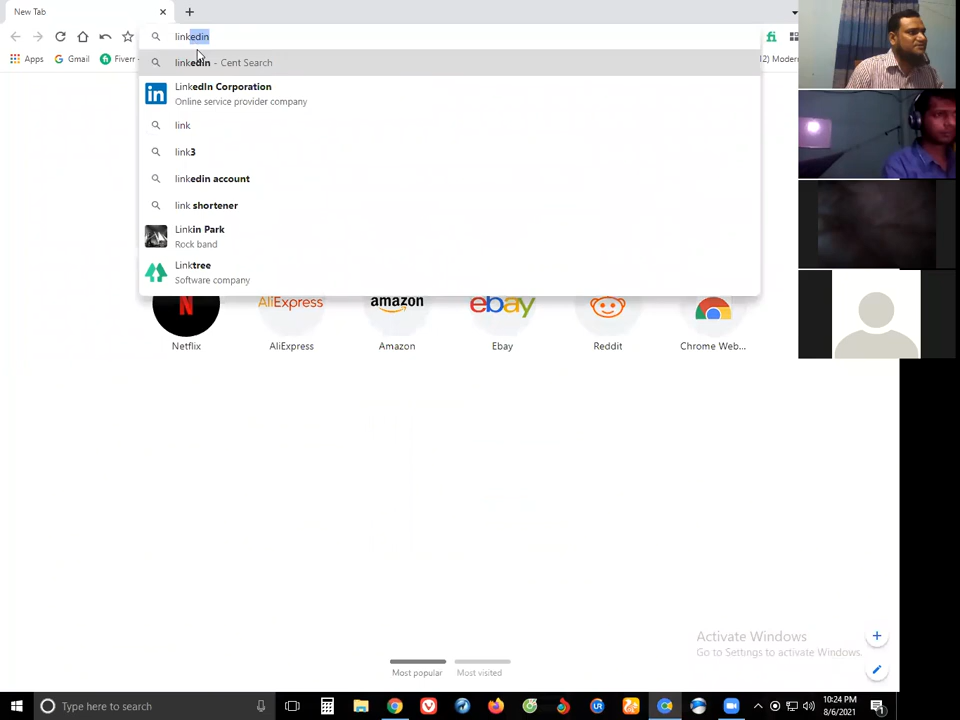 New Tab
linkedin
Apps
Gmail
Fiverr
12) Modern
linkedin - Cent Search
LinkedIn Corporation
Online service provider company
link
link3
linkedin account
link shortener
Linkin Park
Rock band
Linktree
Software company
Netflix
AliExpress
AliExpress
amazon
Amazon
ebay
Ebay
Reddit
Chrome Web...
Activate Windows
Go to Settings to activate Windows.
Most popular
Most visited
Type here to search
10:24 PM
8/6/2021